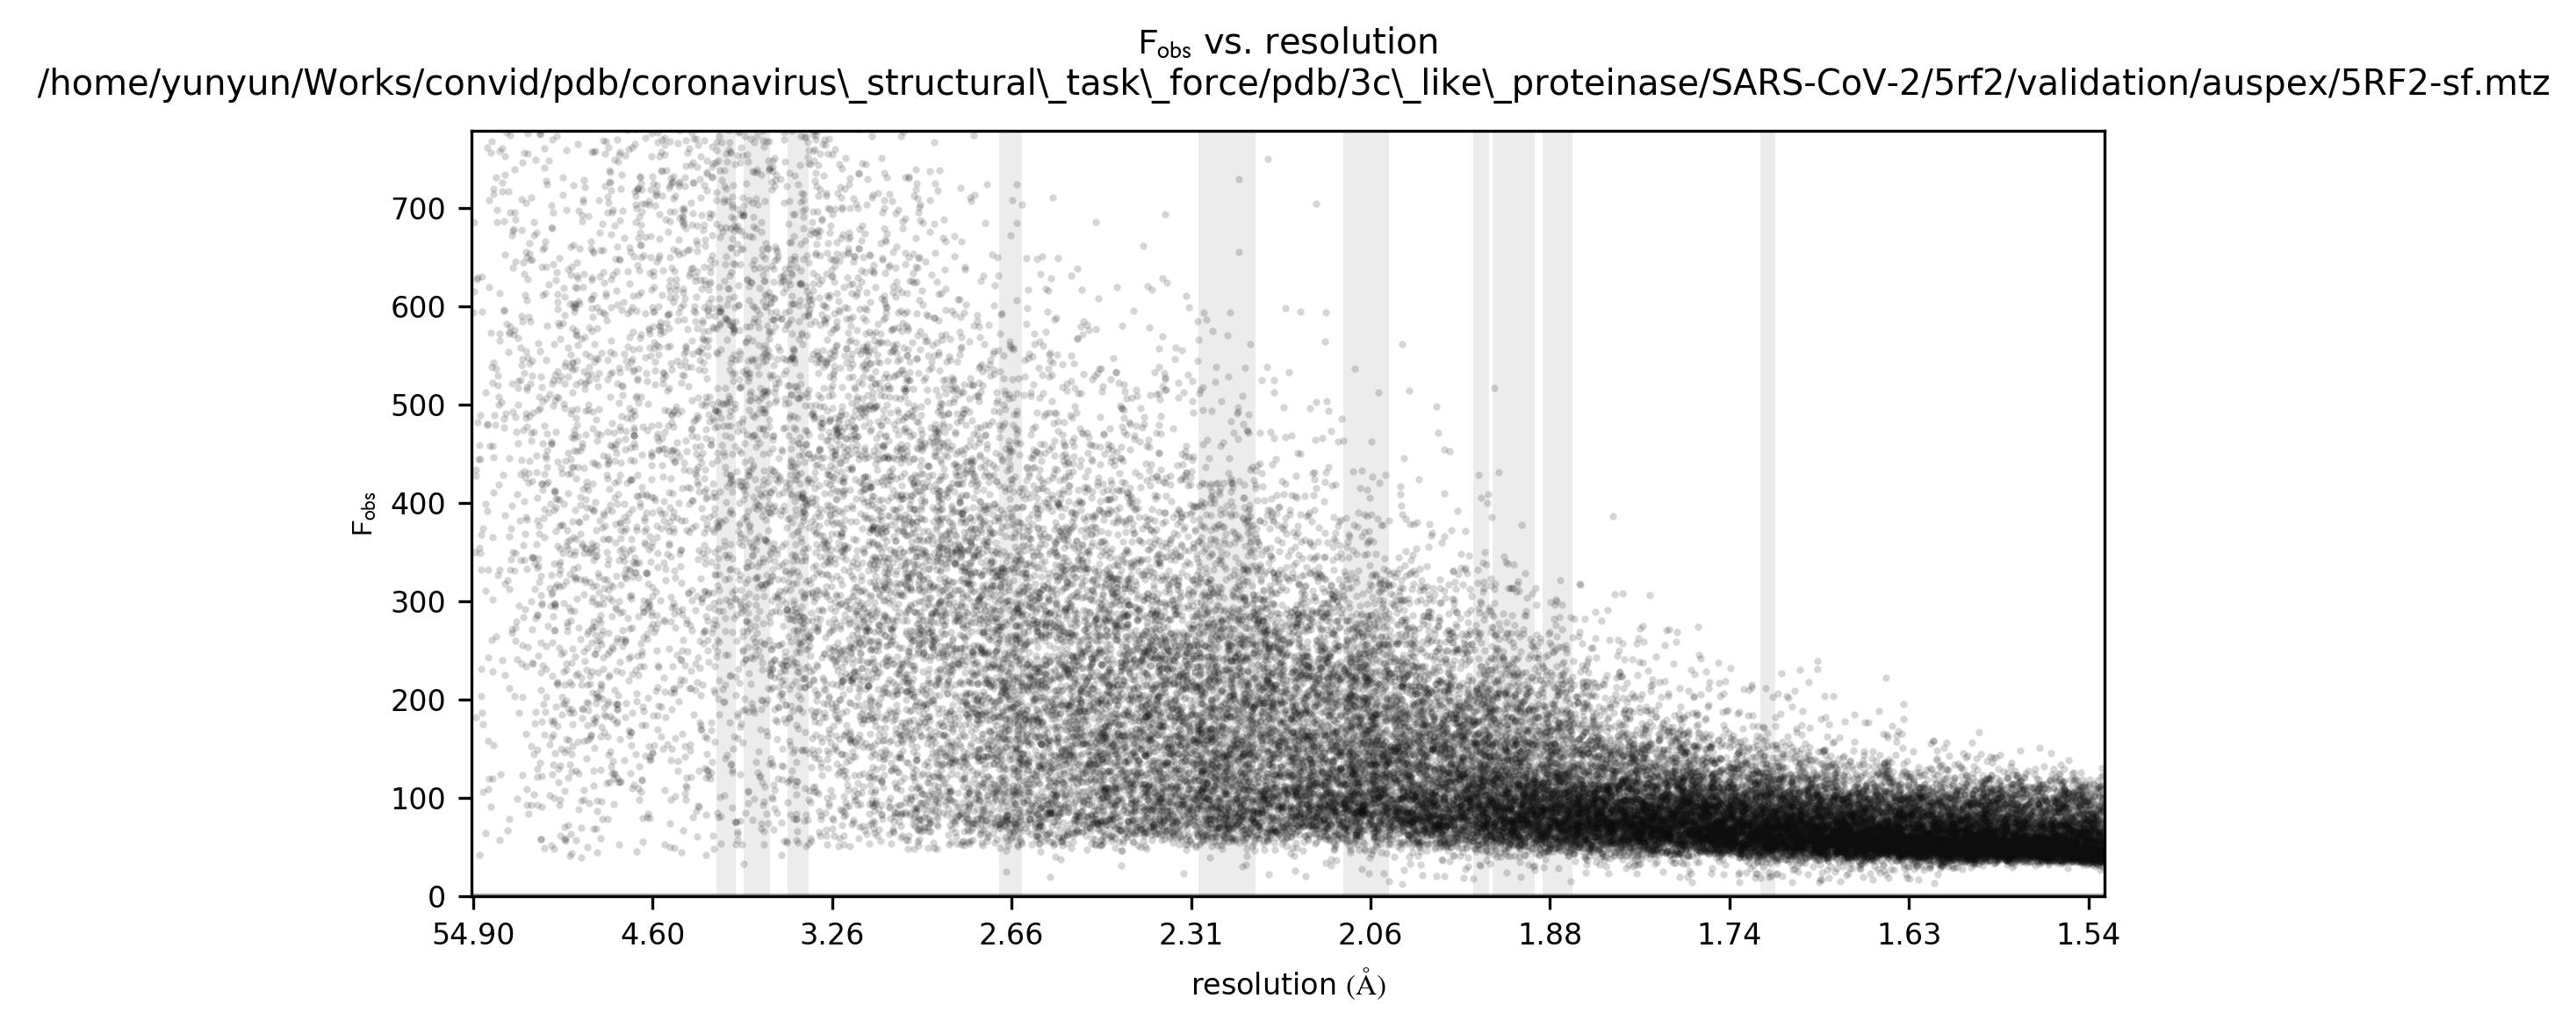 F_obs vs. resolution
/home/yunyun/Works/convid/pdb/coronavirus\_structural\_task\_force/pdb/3c\_like\_proteinase/SARS-CoV-2/5rf2/validation/auspex/5RF2-sf.mtz
F_obs
700
600
500
400
300
200
100
0
54.90 4.60 3.26 2.66 2.31 2.06 1.88 1.74 1.63 1.54
resolution (Å)